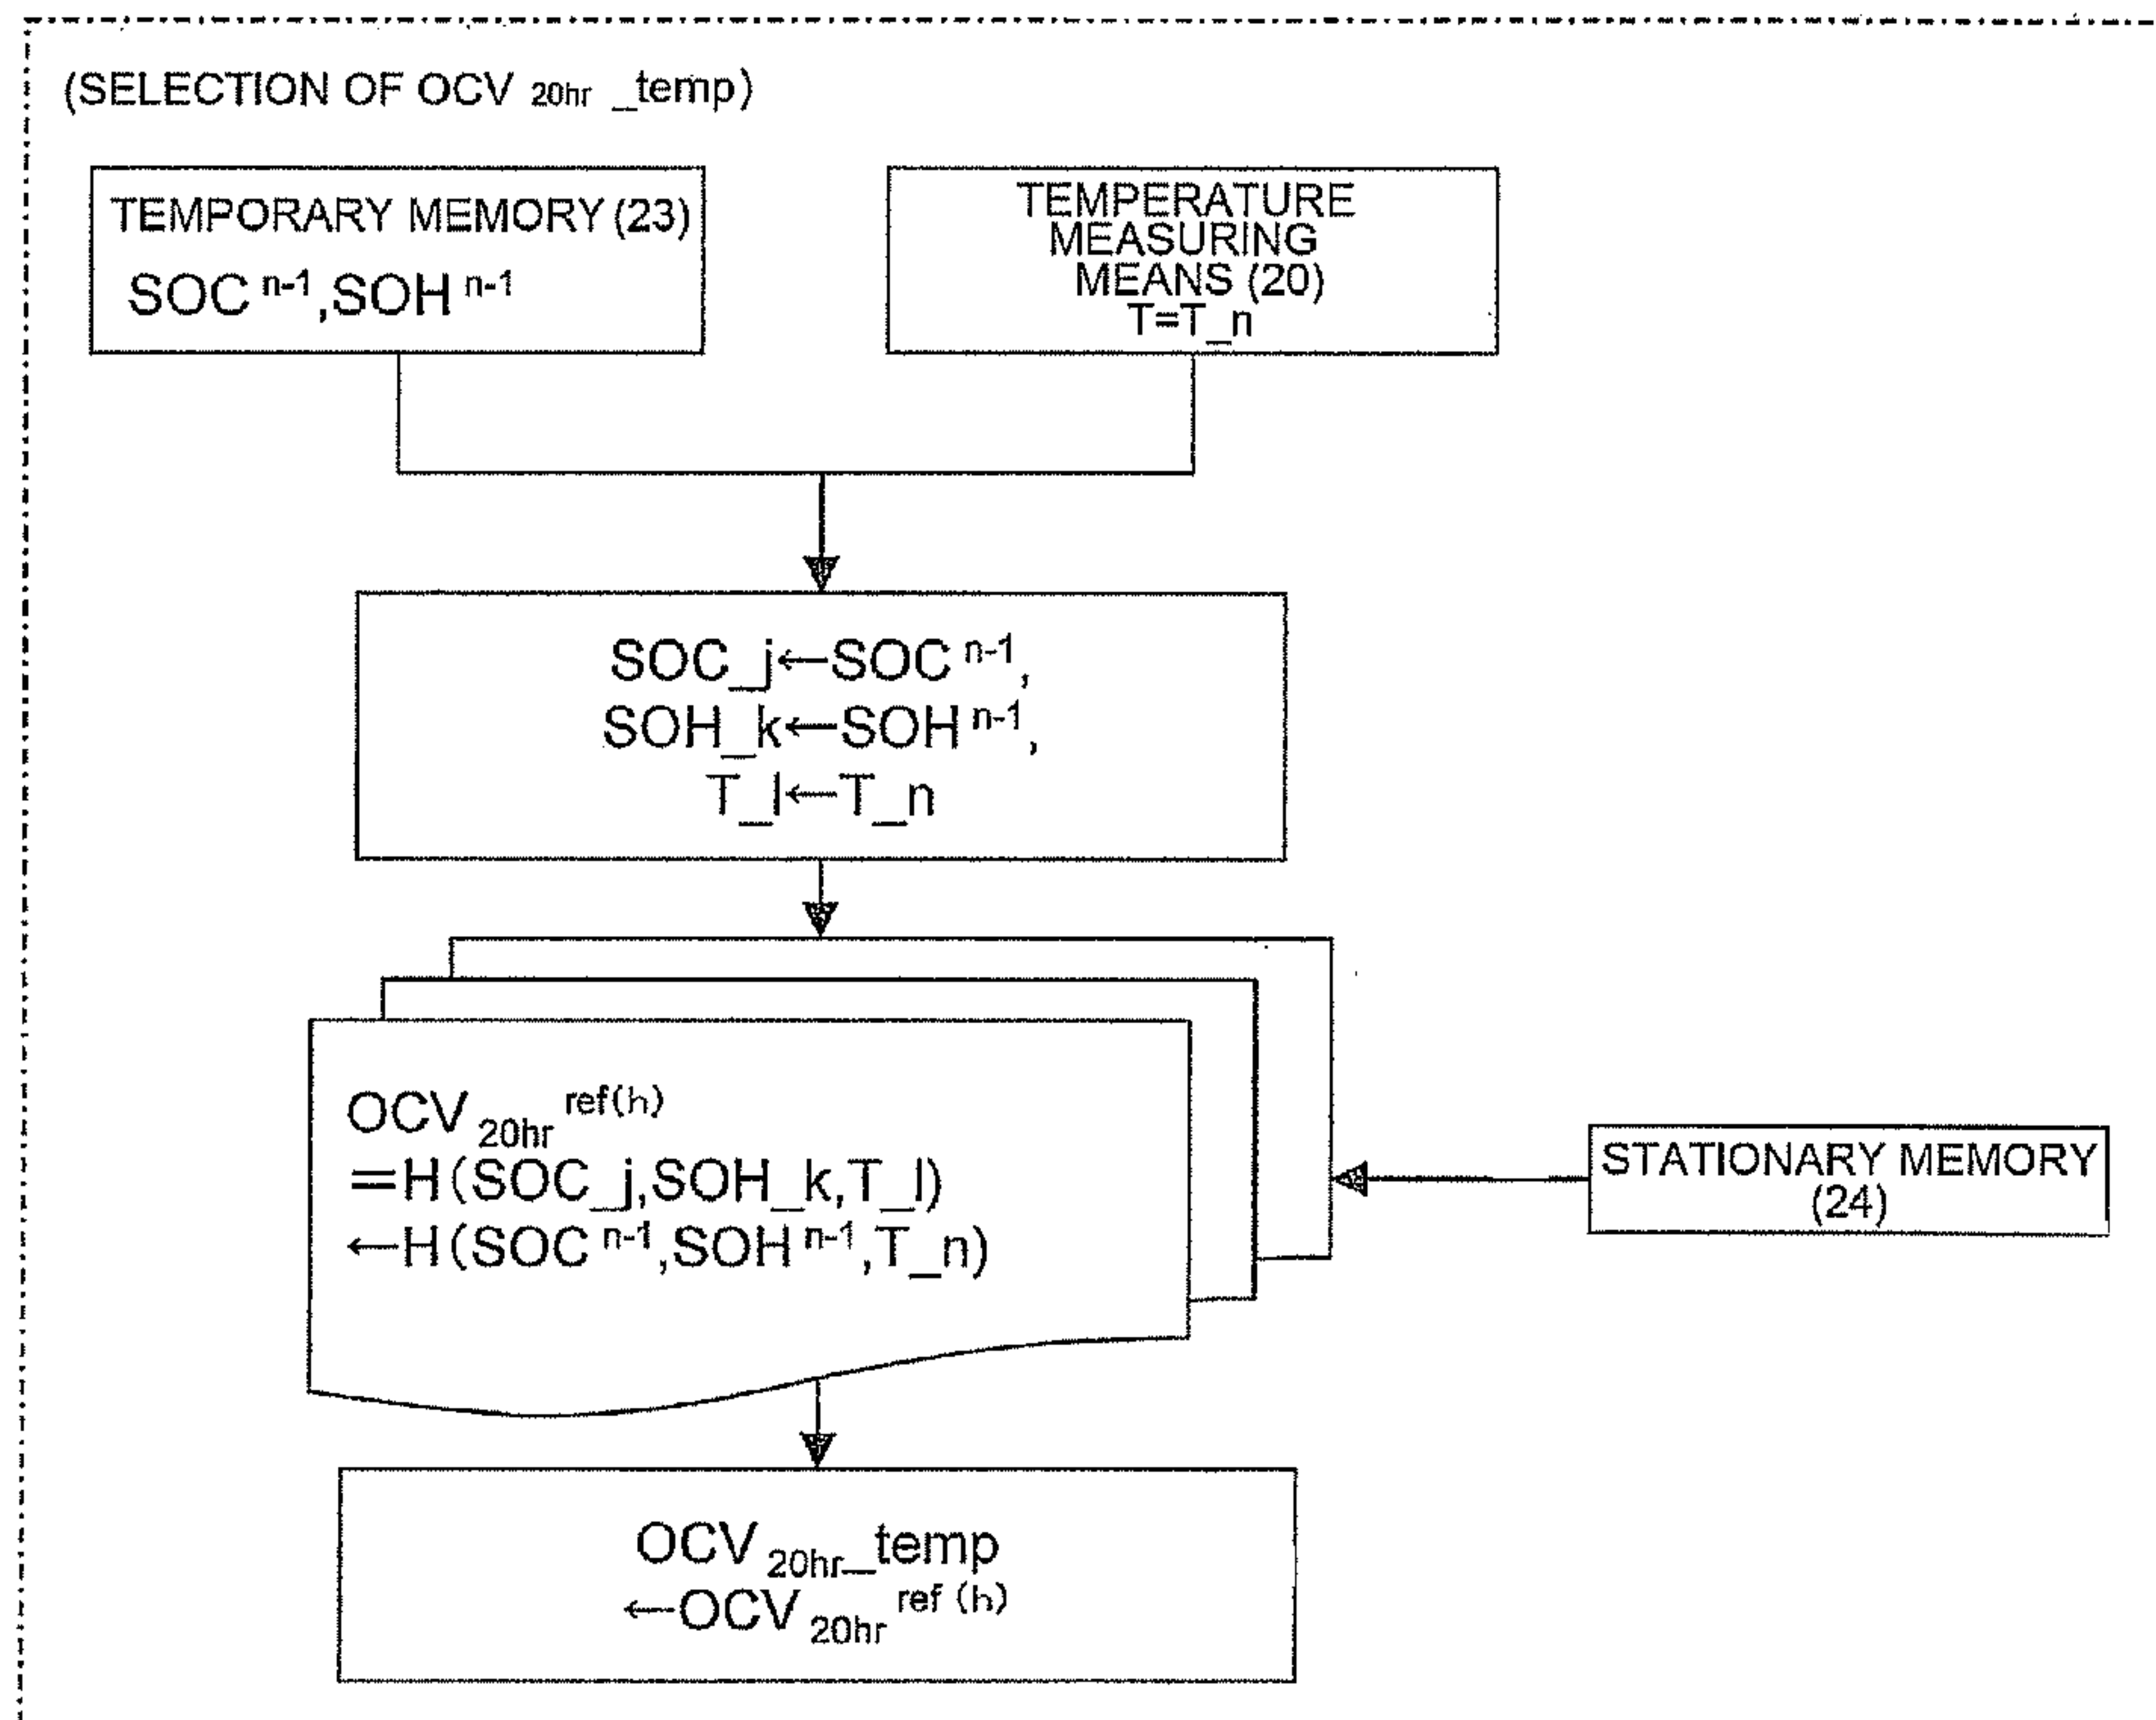 (SELECTION OF OCV 20hr _temp)
TEMPORARY MEMORY (23)
SOC n-1,SOH n-1
TEMPERATURE
MEASURING
MEANS (20)
T=T_n
SOC_j←SOC n-1,
SOH_k←SOH n-1,
T_l←T_n
OCV 20hr ref(h)
=H(SOC_j,SOH_k,T_l)
←H(SOC n-1,SOH n-1,T_n)
STATIONARY MEMORY
(24)
OCV 20hr_temp
←OCV 20hr ref (h)